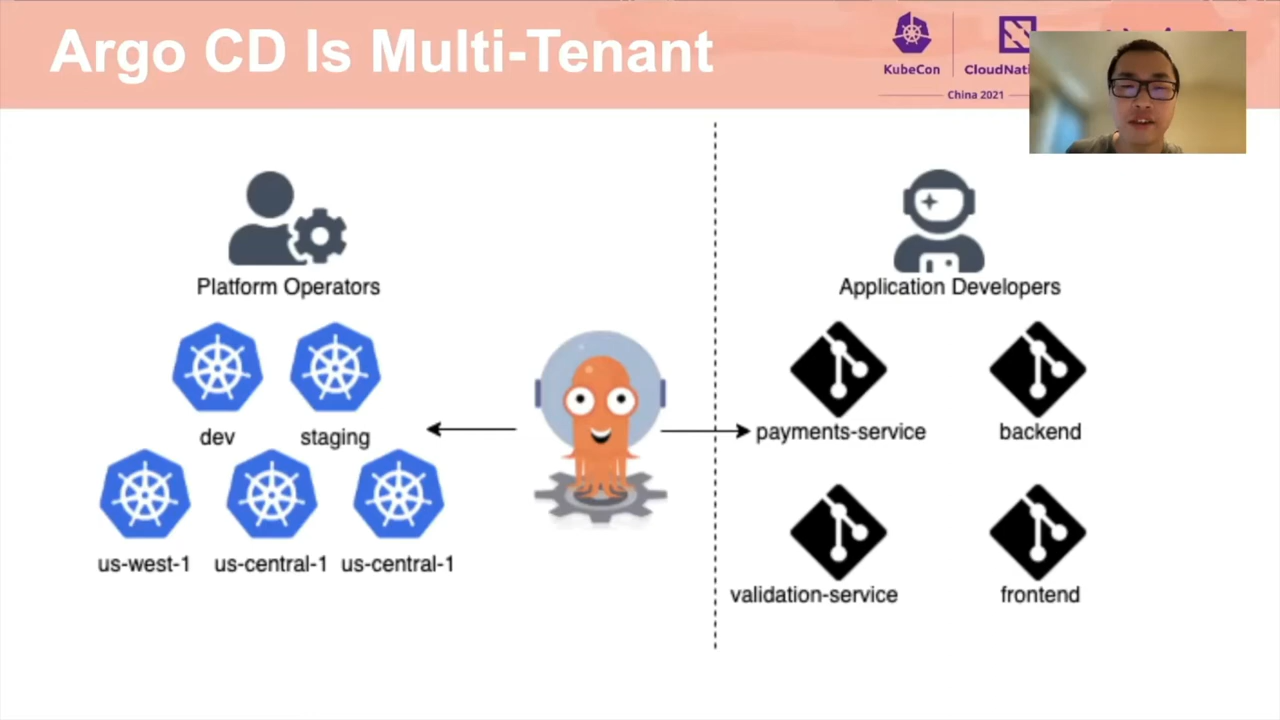 Argo CD Is Multi-Tenant
KubeCon
China 2021
Platform Operators
Application Developers
dev
staging
payments-service
backend
us-west-1
us-central-1
us-central-1
validation-service
frontend